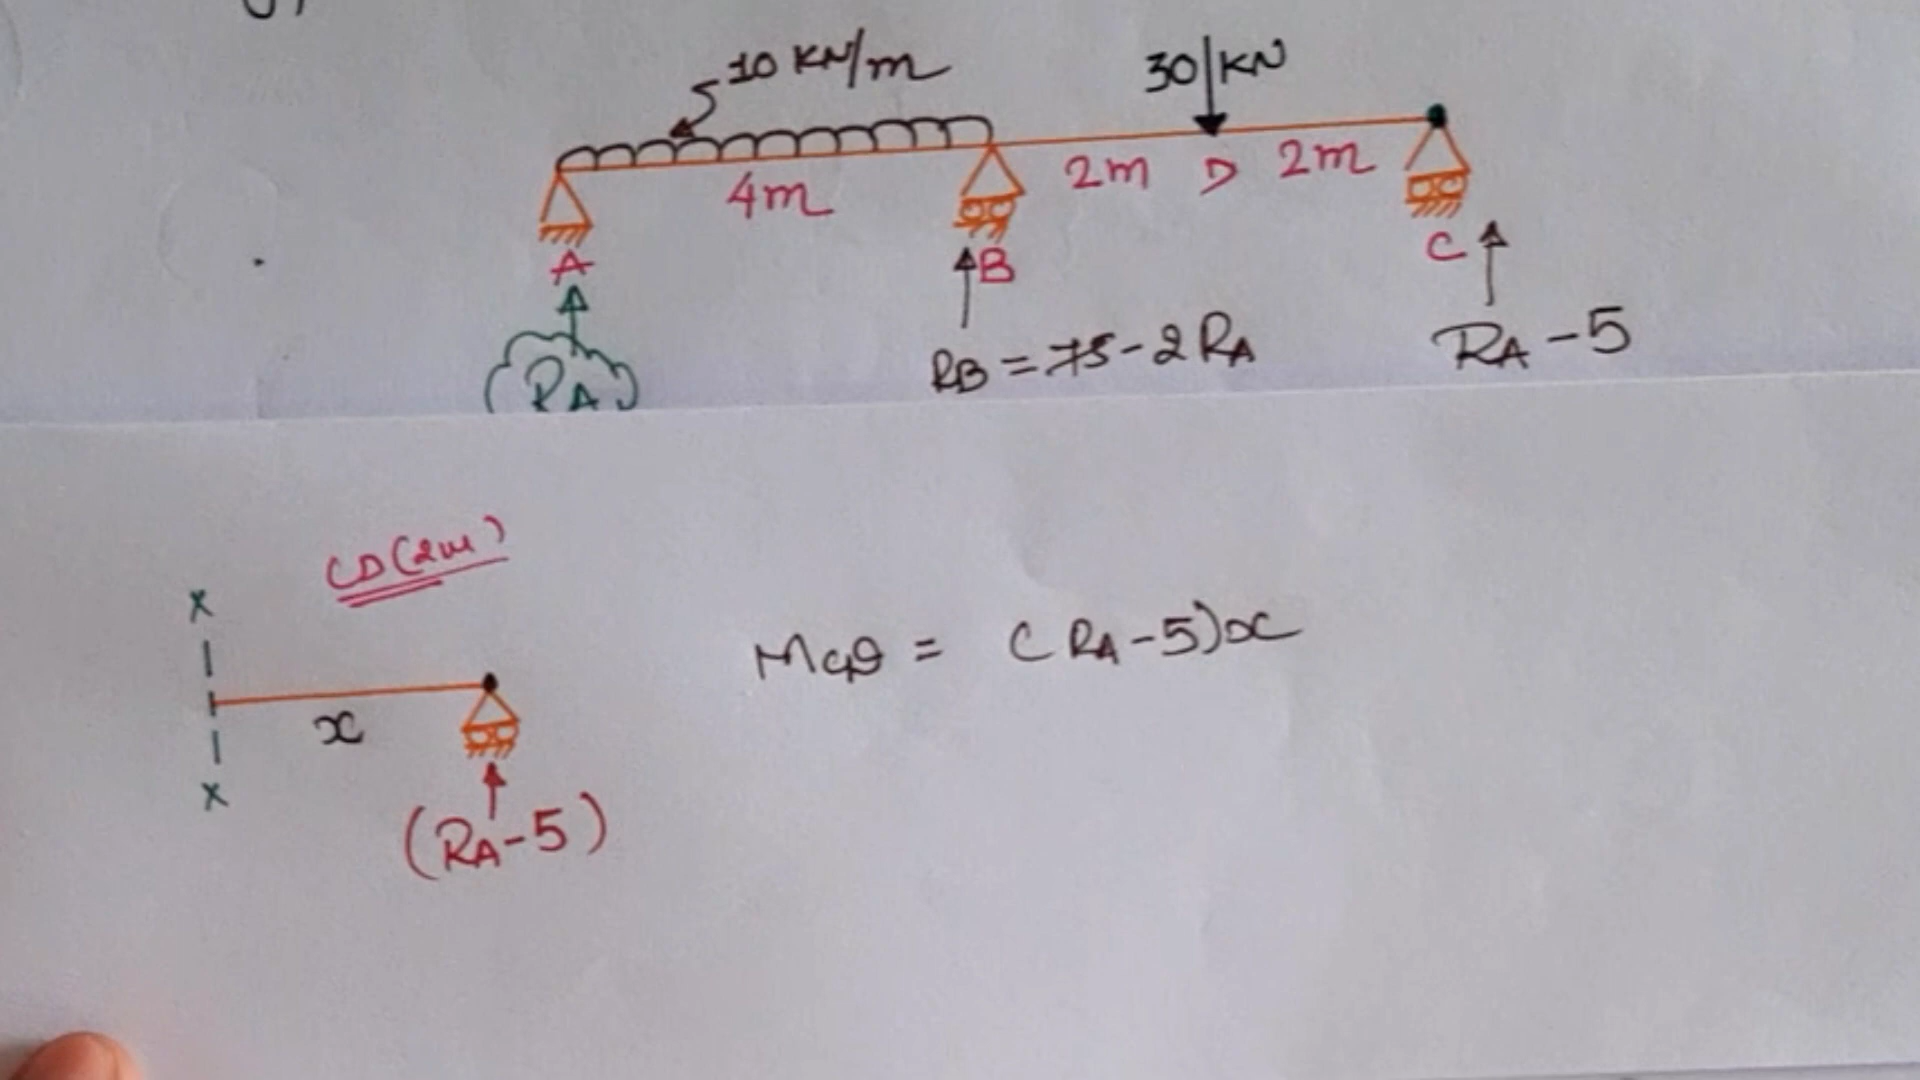 10 KN/m
30 KN
4m
2m D 2m
A
B
C
RA
RB = 75-2RA
RA-5
CD(2m)
x
x
x
(RA-5)
MCD = (RA-5)x